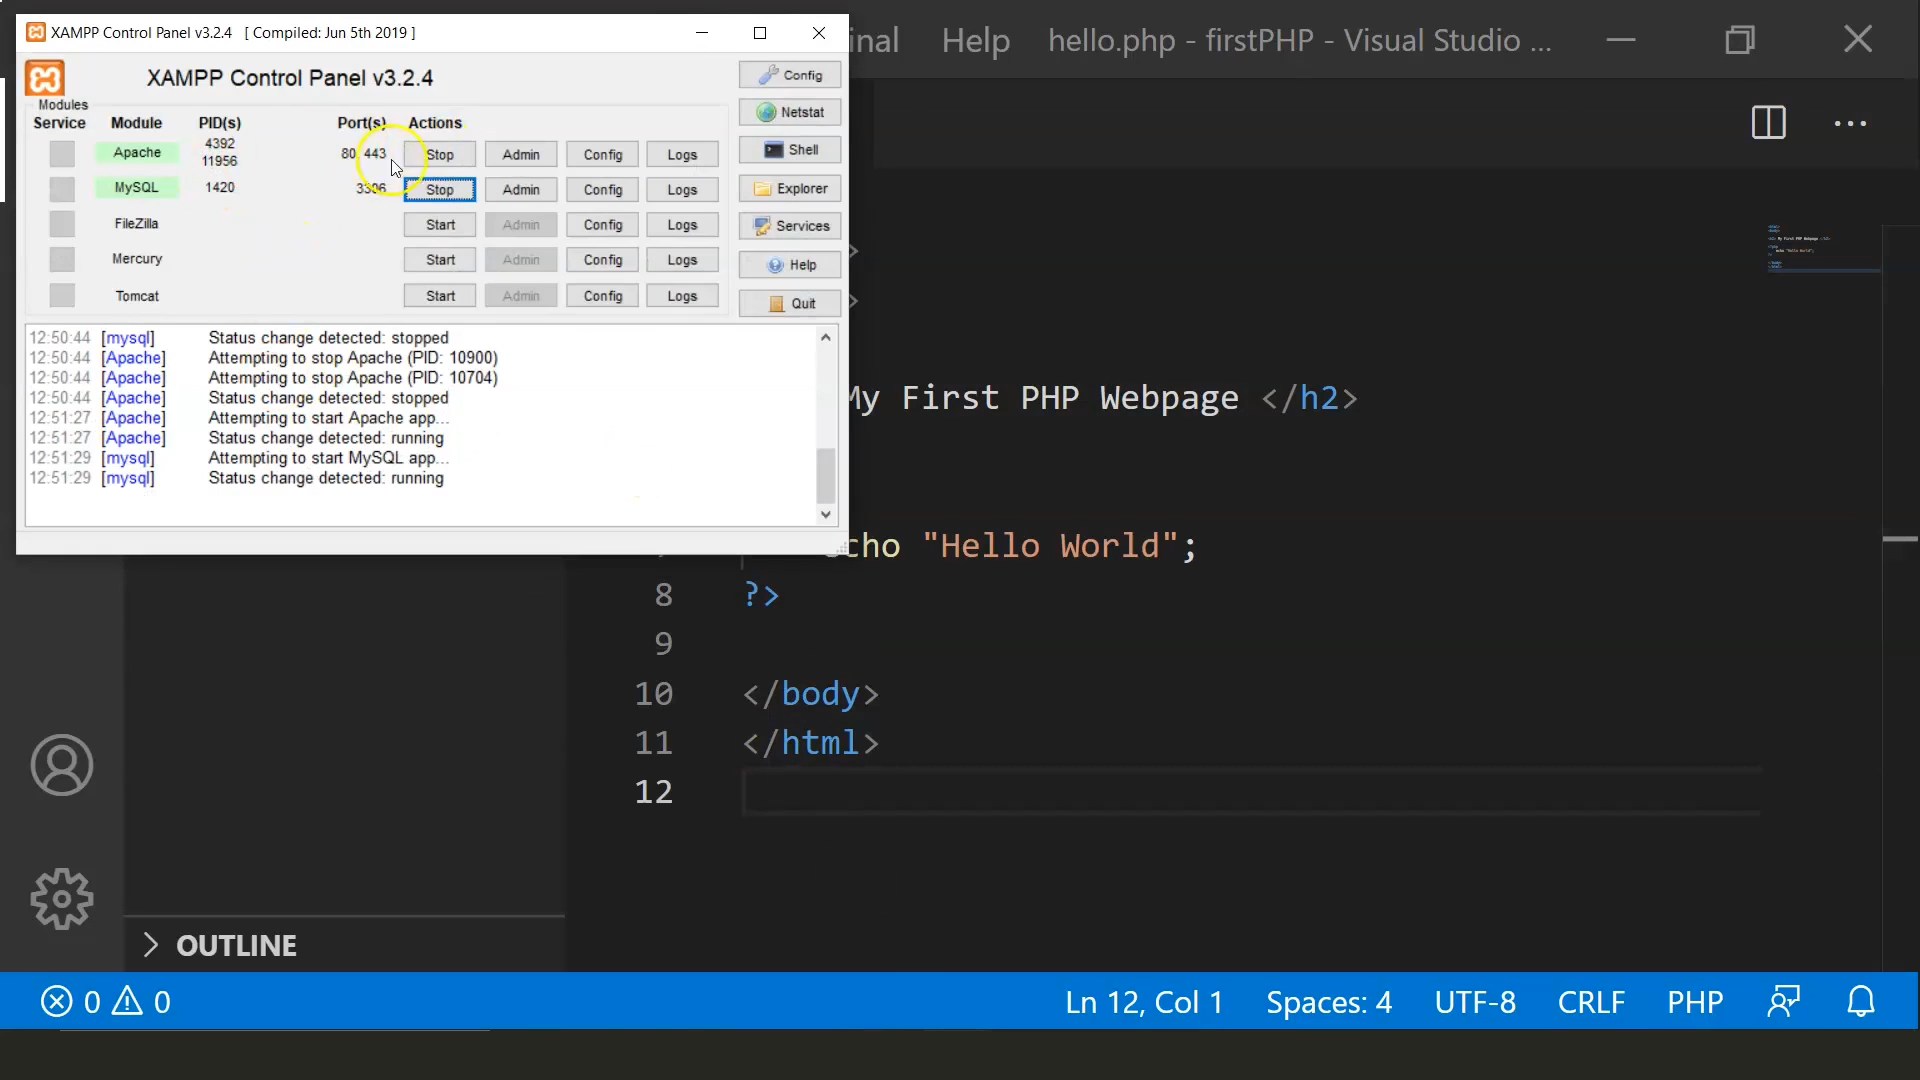 XAMPP Control Panel v3.2.4 [ Compiled: Jun 5th 2019 ]
Help hello.php - firstPHP - Visual Studio ...
XAMPP Control Panel v3.2.4
Config
Modules
Service Module PID(s) Port(s) Actions
Netstat
Apache 4392 11956 80, 443 Stop Admin Config Logs
Shell
MySQL 1420 3306 Stop Admin Config Logs
Explorer
FileZilla Start Admin Config Logs
Services
Mercury Start Admin Config Logs
Help
Tomcat Start Admin Config Logs
Quit
12:50:44 [mysql] Status change detected: stopped
12:50:44 [Apache] Attempting to stop Apache (PID: 10900)
12:50:44 [Apache] Attempting to stop Apache (PID: 10704)
12:50:44 [Apache] Status change detected: stopped
12:51:27 [Apache] Attempting to start Apache app...
12:51:27 [Apache] Status change detected: running
12:51:29 [mysql] Attempting to start MySQL app...
12:51:29 [mysql] Status change detected: running
>
>
My First PHP Webpage </h2>
echo "Hello World";
8 ?>
9
10 </body>
11 </html>
12
OUTLINE
0 0 Ln 12, Col 1 Spaces: 4 UTF-8 CRLF PHP